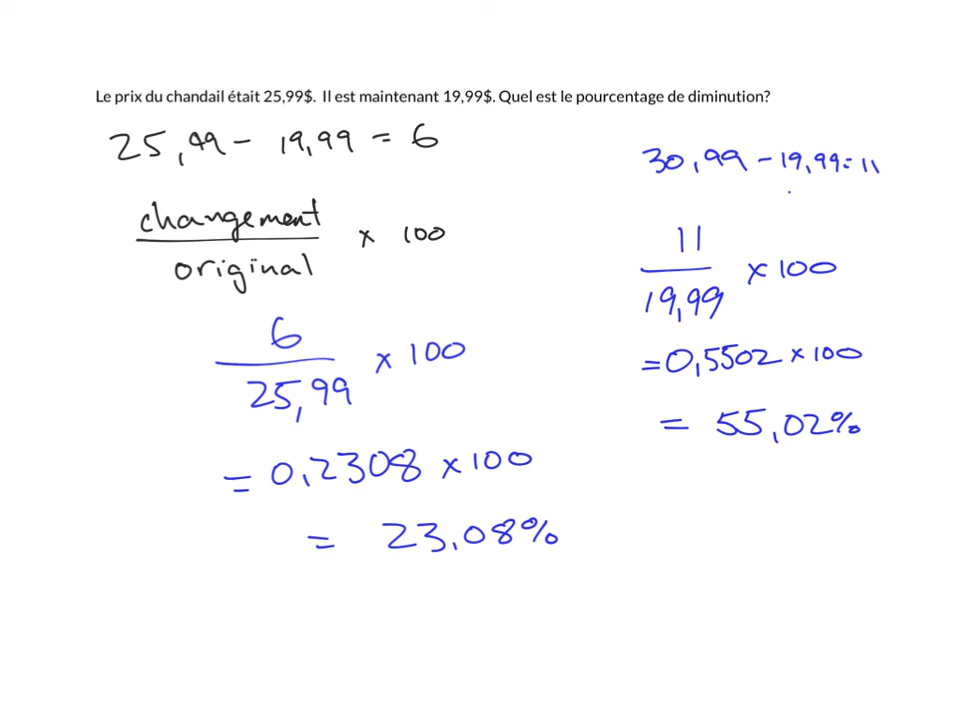 Le prix du chandail était 25,99$. Il est maintenant 19,99$. Quel est le pourcentage de diminution?
25,99 - 19,99 = 6
changement
original
x 100
6
25,99
x 100
= 0,2308 x 100
= 23,08%
30,99 - 19,99 = 11
11
19,99
x 100
= 0,5502 x 100
= 55,02%